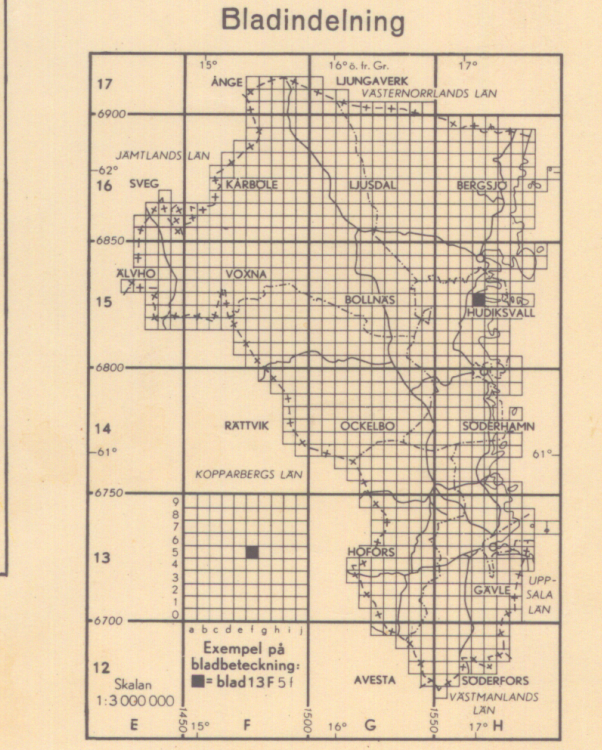 Bladindelning
15° 16° ö. fr. Gr. 17°
17 ÅNGE LJUNGAVERK
VÄSTERNORRLANDS LÄN
6900
JÄMTLANDS LÄN
62°
16 SVEG KÅRBÖLE LJUSDAL BERGSJÖ
6850
ÄLVHO VOXNA
15 BOLLNÄS
HUDIKSVALL
6800
14 RÄTTVIK OCKELBO SÖDERHAMN
61° 61°
KOPPARBERGS LÄN
6750
9
8
7
6
5 HOFORS
4
13
3
2 GÄVLE UPP-
SALA
LÄN
1
0
6700
a b c d e f g h i j
Exempel på
bladbeteckning:
= blad 13 F 5 f
12
AVESTA SÖDERFORS
Skalan
1:3 000 000
VÄSTMANLANDS
LÄN
1450 1500 1550
E 15° F 16° G 17° H